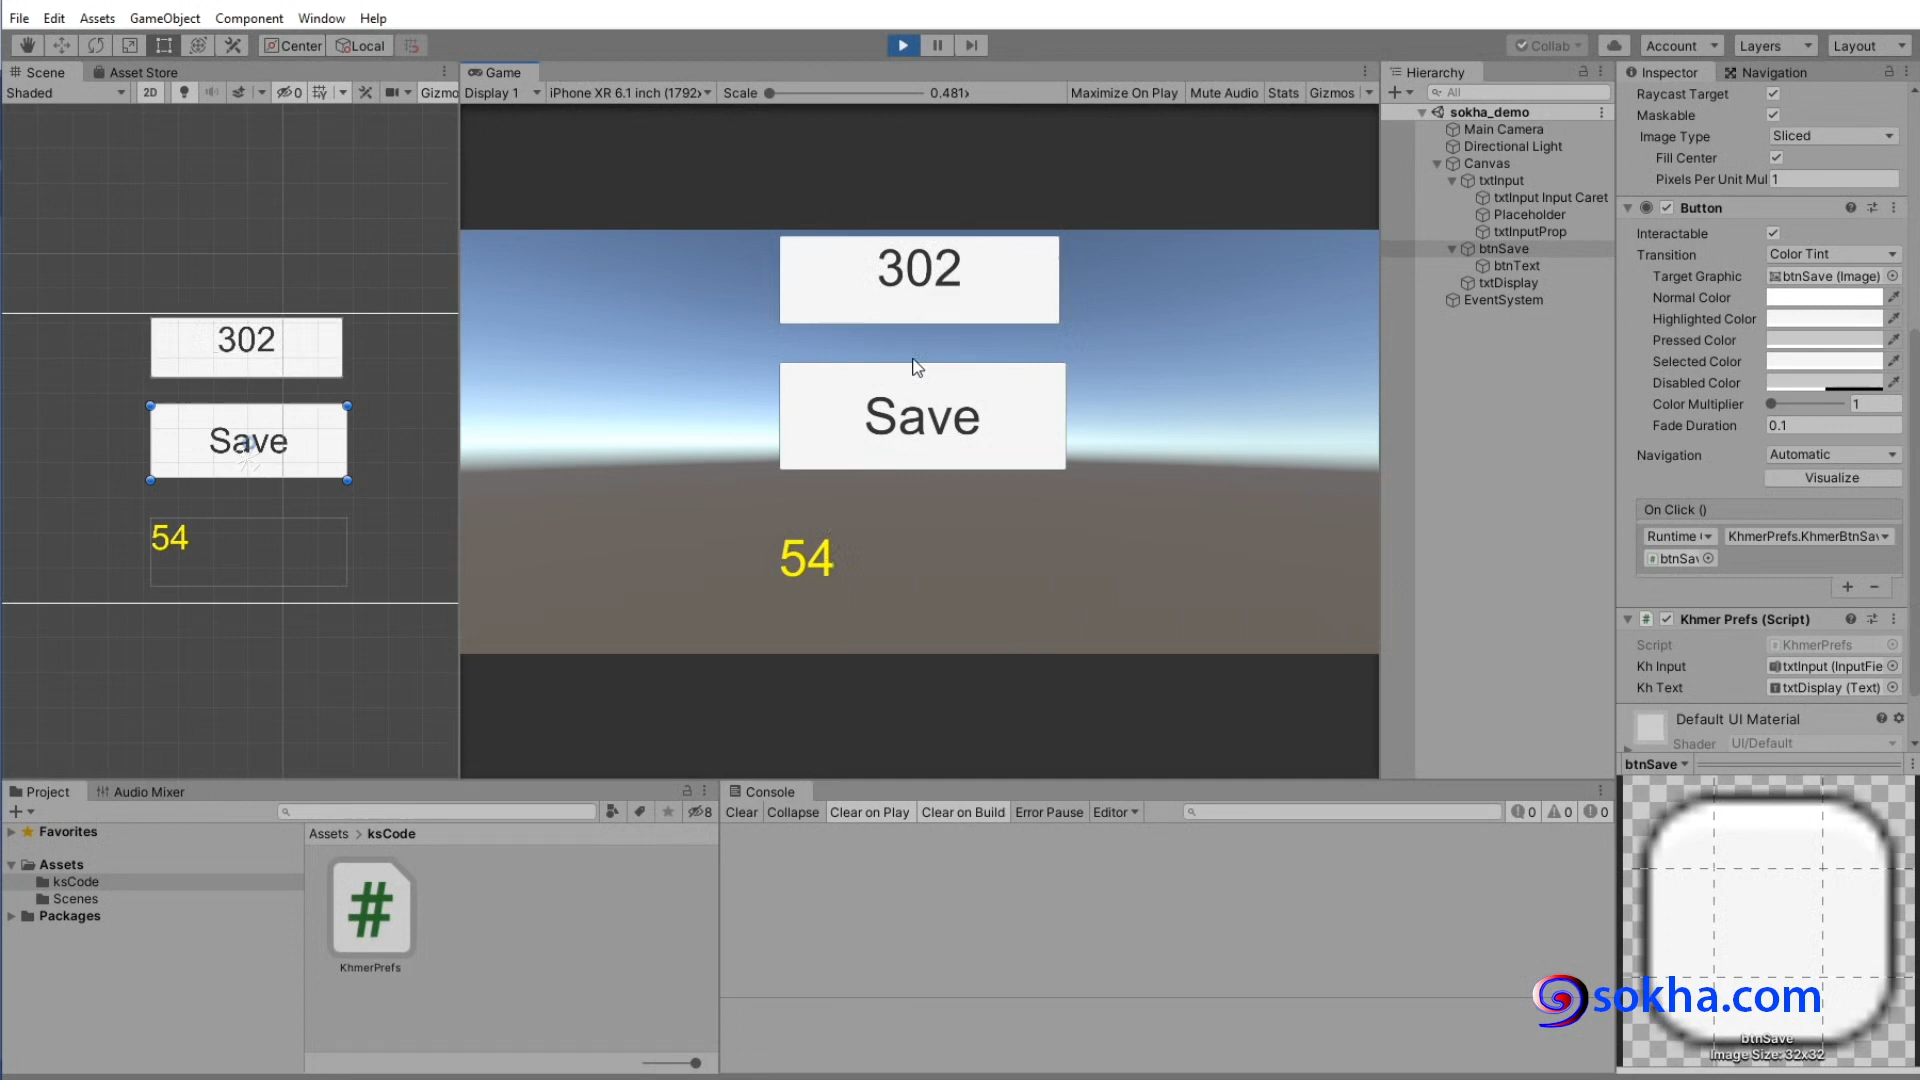 File Edit Assets GameObject Component Window Help
Center Local Collab Account Layers Layout
Scene Asset Store
Shaded 2D 0 Gizmo
Game
Display 1 iPhone XR 6.1 inch (1792x Scale 0.481x Maximize On Play Mute Audio Stats Gizmos
302
Save
54
302
Save
54
Hierarchy
All
sokha_demo
Main Camera
Directional Light
Canvas
txtInput
txtInput Input Caret
Placeholder
txtInputProp
btnSave
btnText
txtDisplay
EventSystem
Inspector Navigation
Raycast Target
Maskable
Image Type Sliced
Fill Center
Pixels Per Unit Mul 1
Button
Interactable
Transition Color Tint
Target Graphic btnSave (Image)
Normal Color
Highlighted Color
Pressed Color
Selected Color
Disabled Color
Color Multiplier 1
Fade Duration 0.1
Navigation Automatic
Visualize
On Click ()
Runtime KhmerPrefs.KhmerBtnSav
btnSav
+ −
# Khmer Prefs (Script)
Script KhmerPrefs
Kh Input txtInput (InputFie
Kh Text txtDisplay (Text)
Default UI Material
Shader UI/Default
btnSave
Project Audio Mixer
8
Favorites
Assets
ksCode
Scenes
Packages
Assets > ksCode
#
KhmerPrefs
Console
Clear Collapse Clear on Play Clear on Build Error Pause Editor 0 0 0
sokha.com
btnSave
Image Size: 32x32